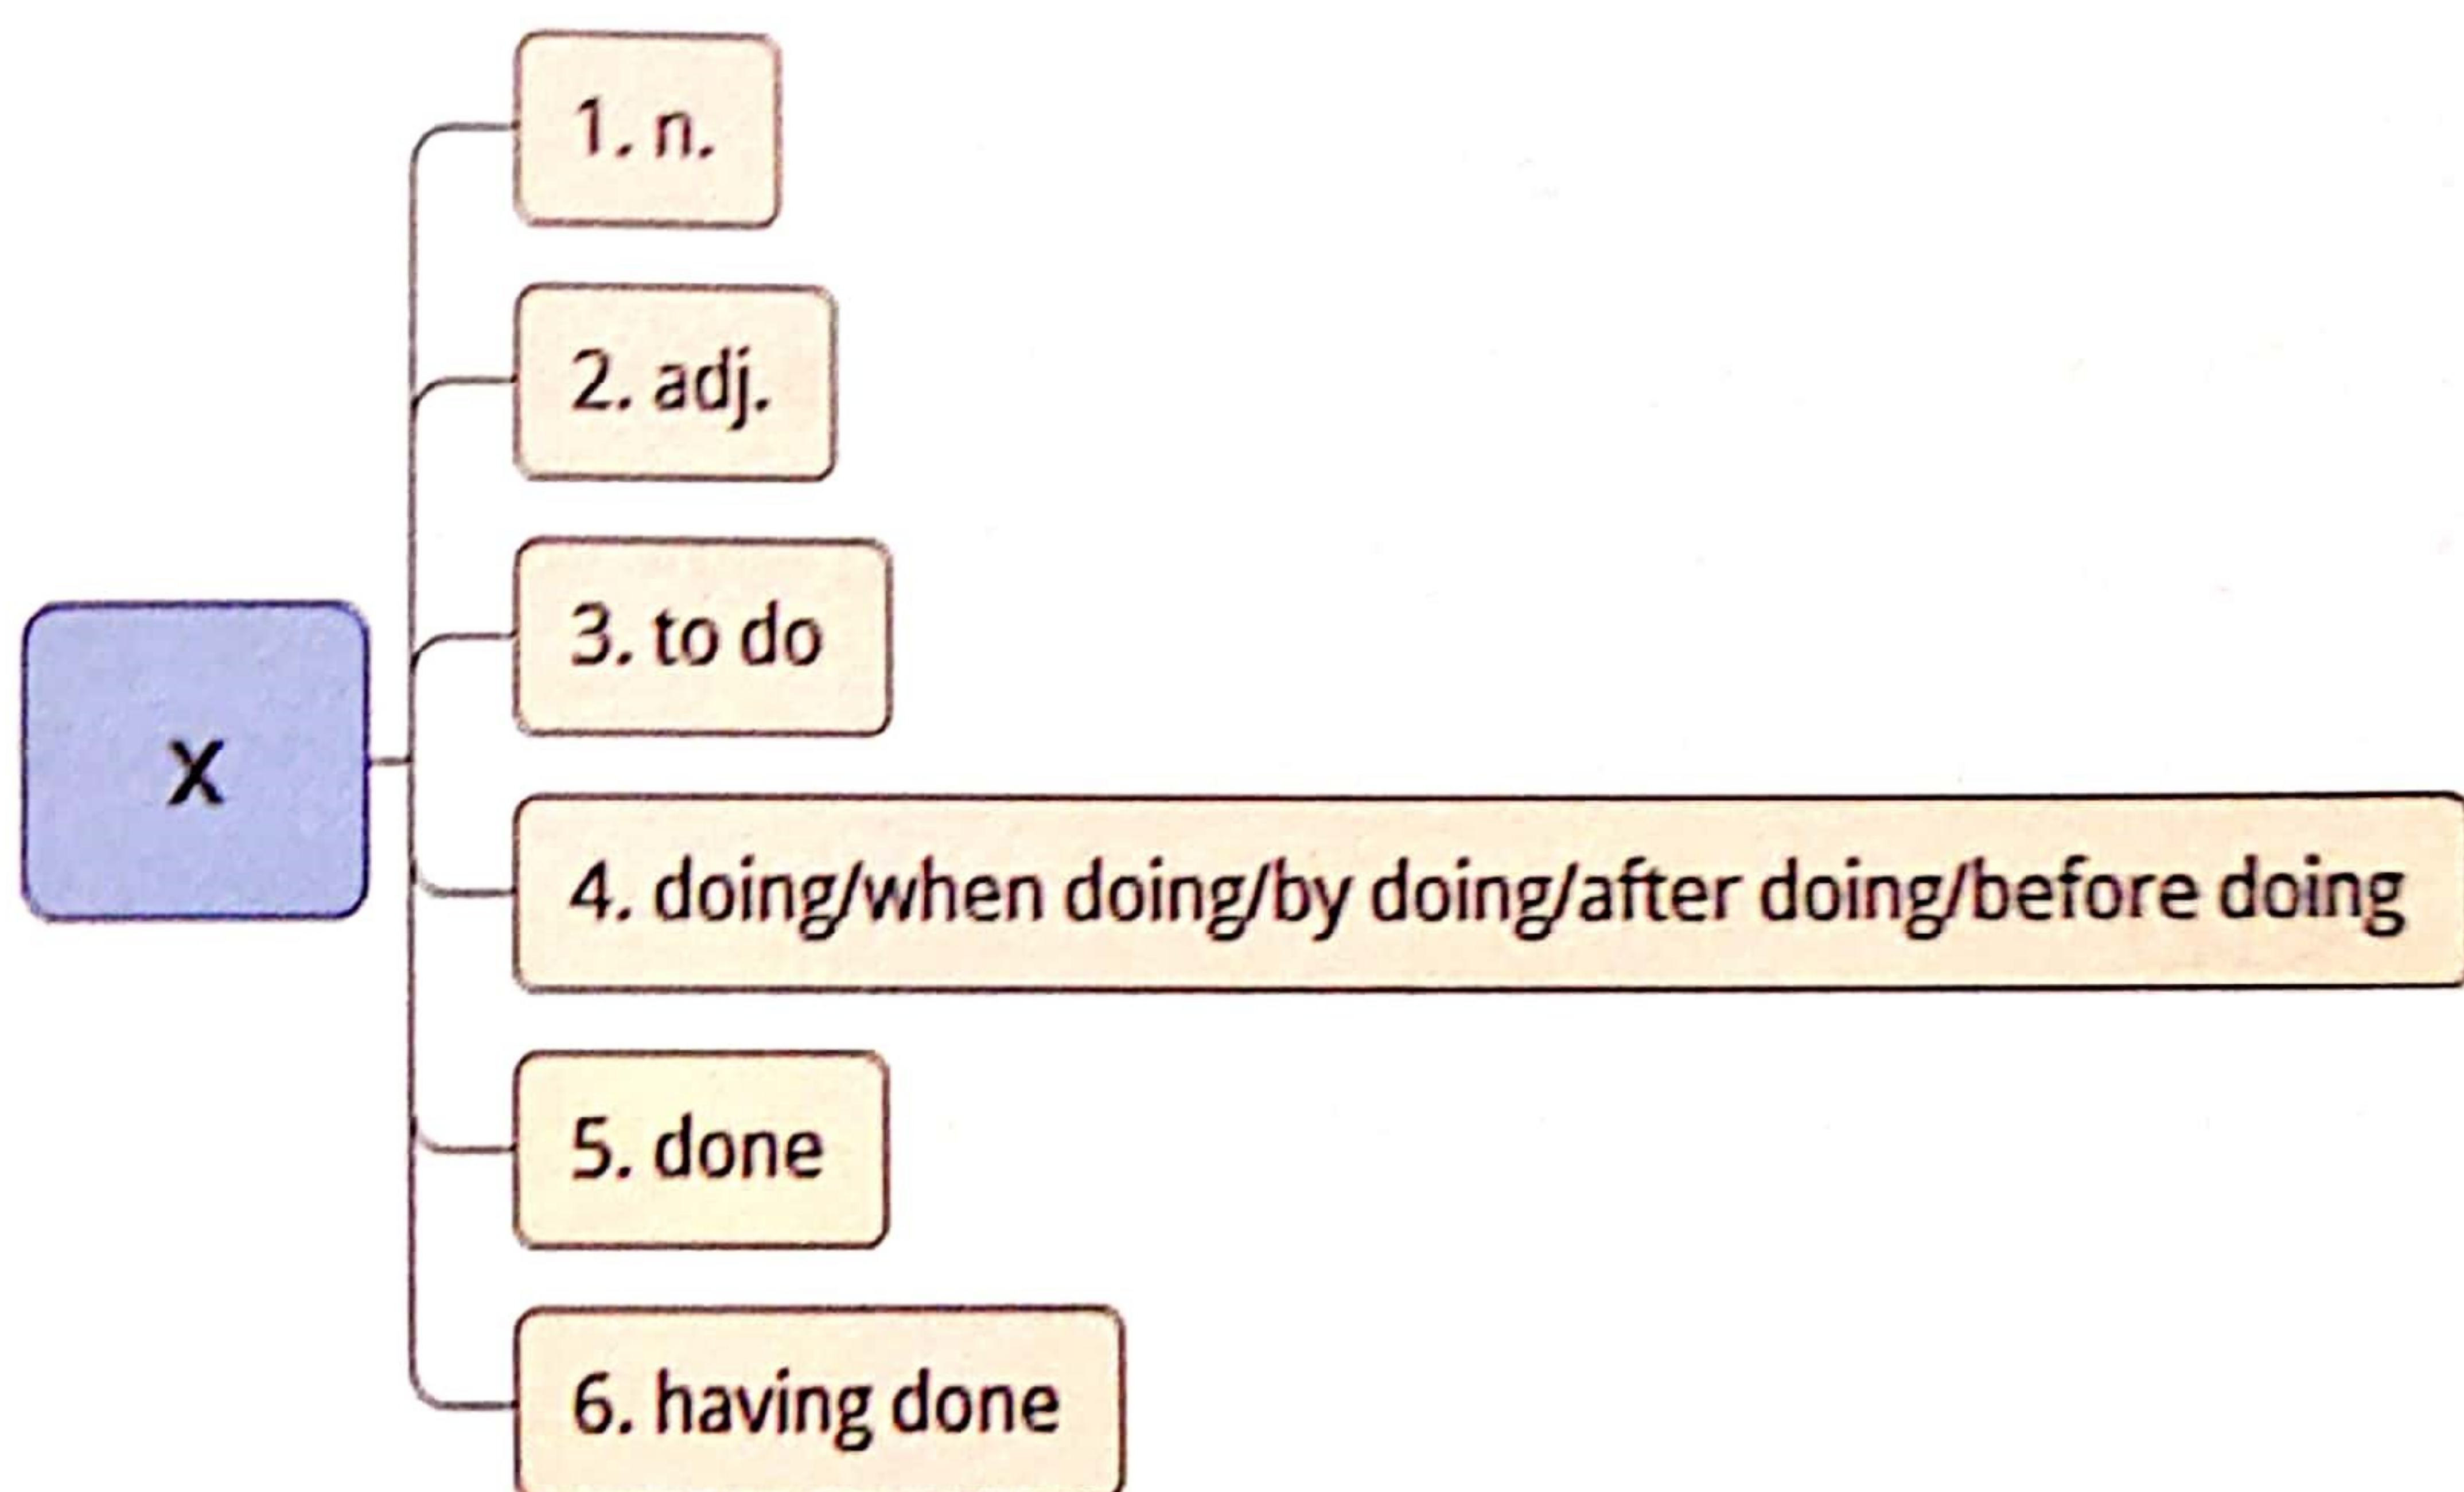 1. n.
2. adj.
3. to do
X
4. doing/when doing/by doing/after doing/before doing
5. done
6. having done